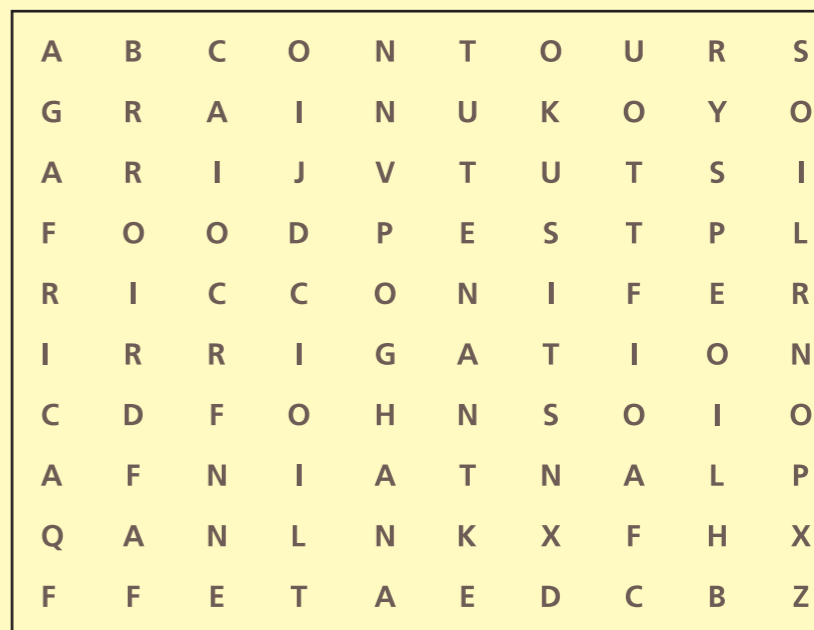 A B C O N T O U R S
G R A I N U K O Y O
A R I J V T U T S I
F O O D P E S T P L
R I C C O N I F E R
I R R I G A T I O N
C D F O H N S O I O
A F N I A T N A L P
Q A N L N K X F H X
F F E T A E D C B Z